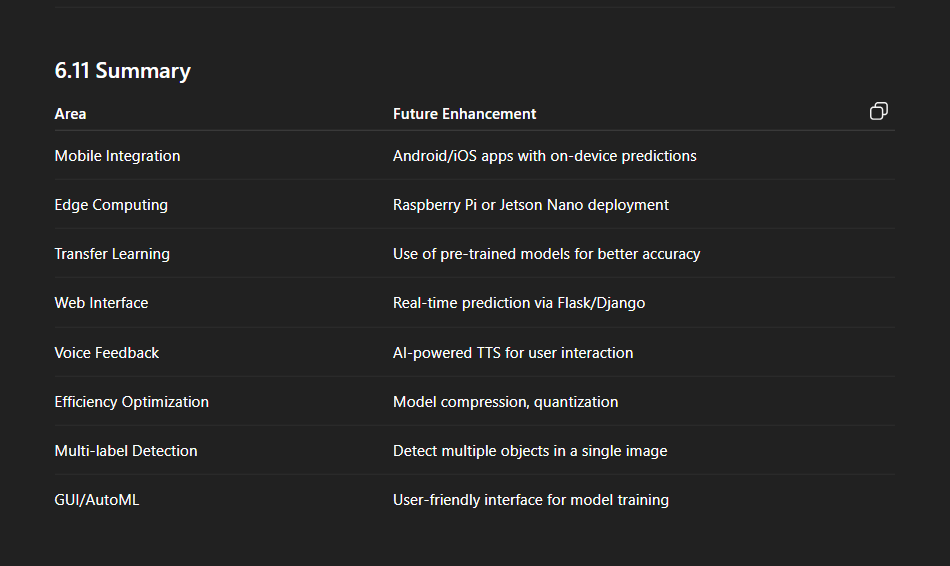 6.11 Summary
Area Future Enhancement
Mobile Integration Android/iOS apps with on-device predictions
Edge Computing Raspberry Pi or Jetson Nano deployment
Transfer Learning Use of pre-trained models for better accuracy
Web Interface Real-time prediction via Flask/Django
Voice Feedback AI-powered TTS for user interaction
Efficiency Optimization Model compression, quantization
Multi-label Detection Detect multiple objects in a single image
GUI/AutoML User-friendly interface for model training